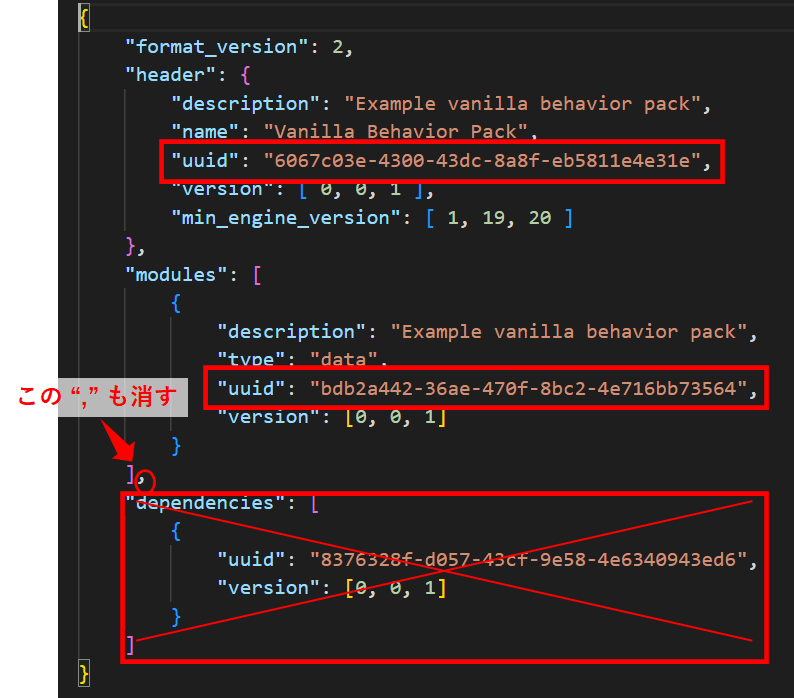 {
"format_version": 2,
"header": {
"description": "Example vanilla behavior pack",
"name": "Vanilla Behavior Pack",
"uuid": "6067c03e-4300-43dc-8a8f-eb5811e4e31e",
"version": [ 0, 0, 1 ],
"min_engine_version": [ 1, 19, 20 ]
},
"modules": [
{
"description": "Example vanilla behavior pack",
"type": "data",
"uuid": "bdb2a442-36ae-470f-8bc2-4e716bb73564",
この “,” も消す
"version": [0, 0, 1]
}
],
"dependencies": [
{
"uuid": "8376328f-d057-43cf-9e58-4e6340943ed6",
"version": [0, 0, 1]
}
]
}